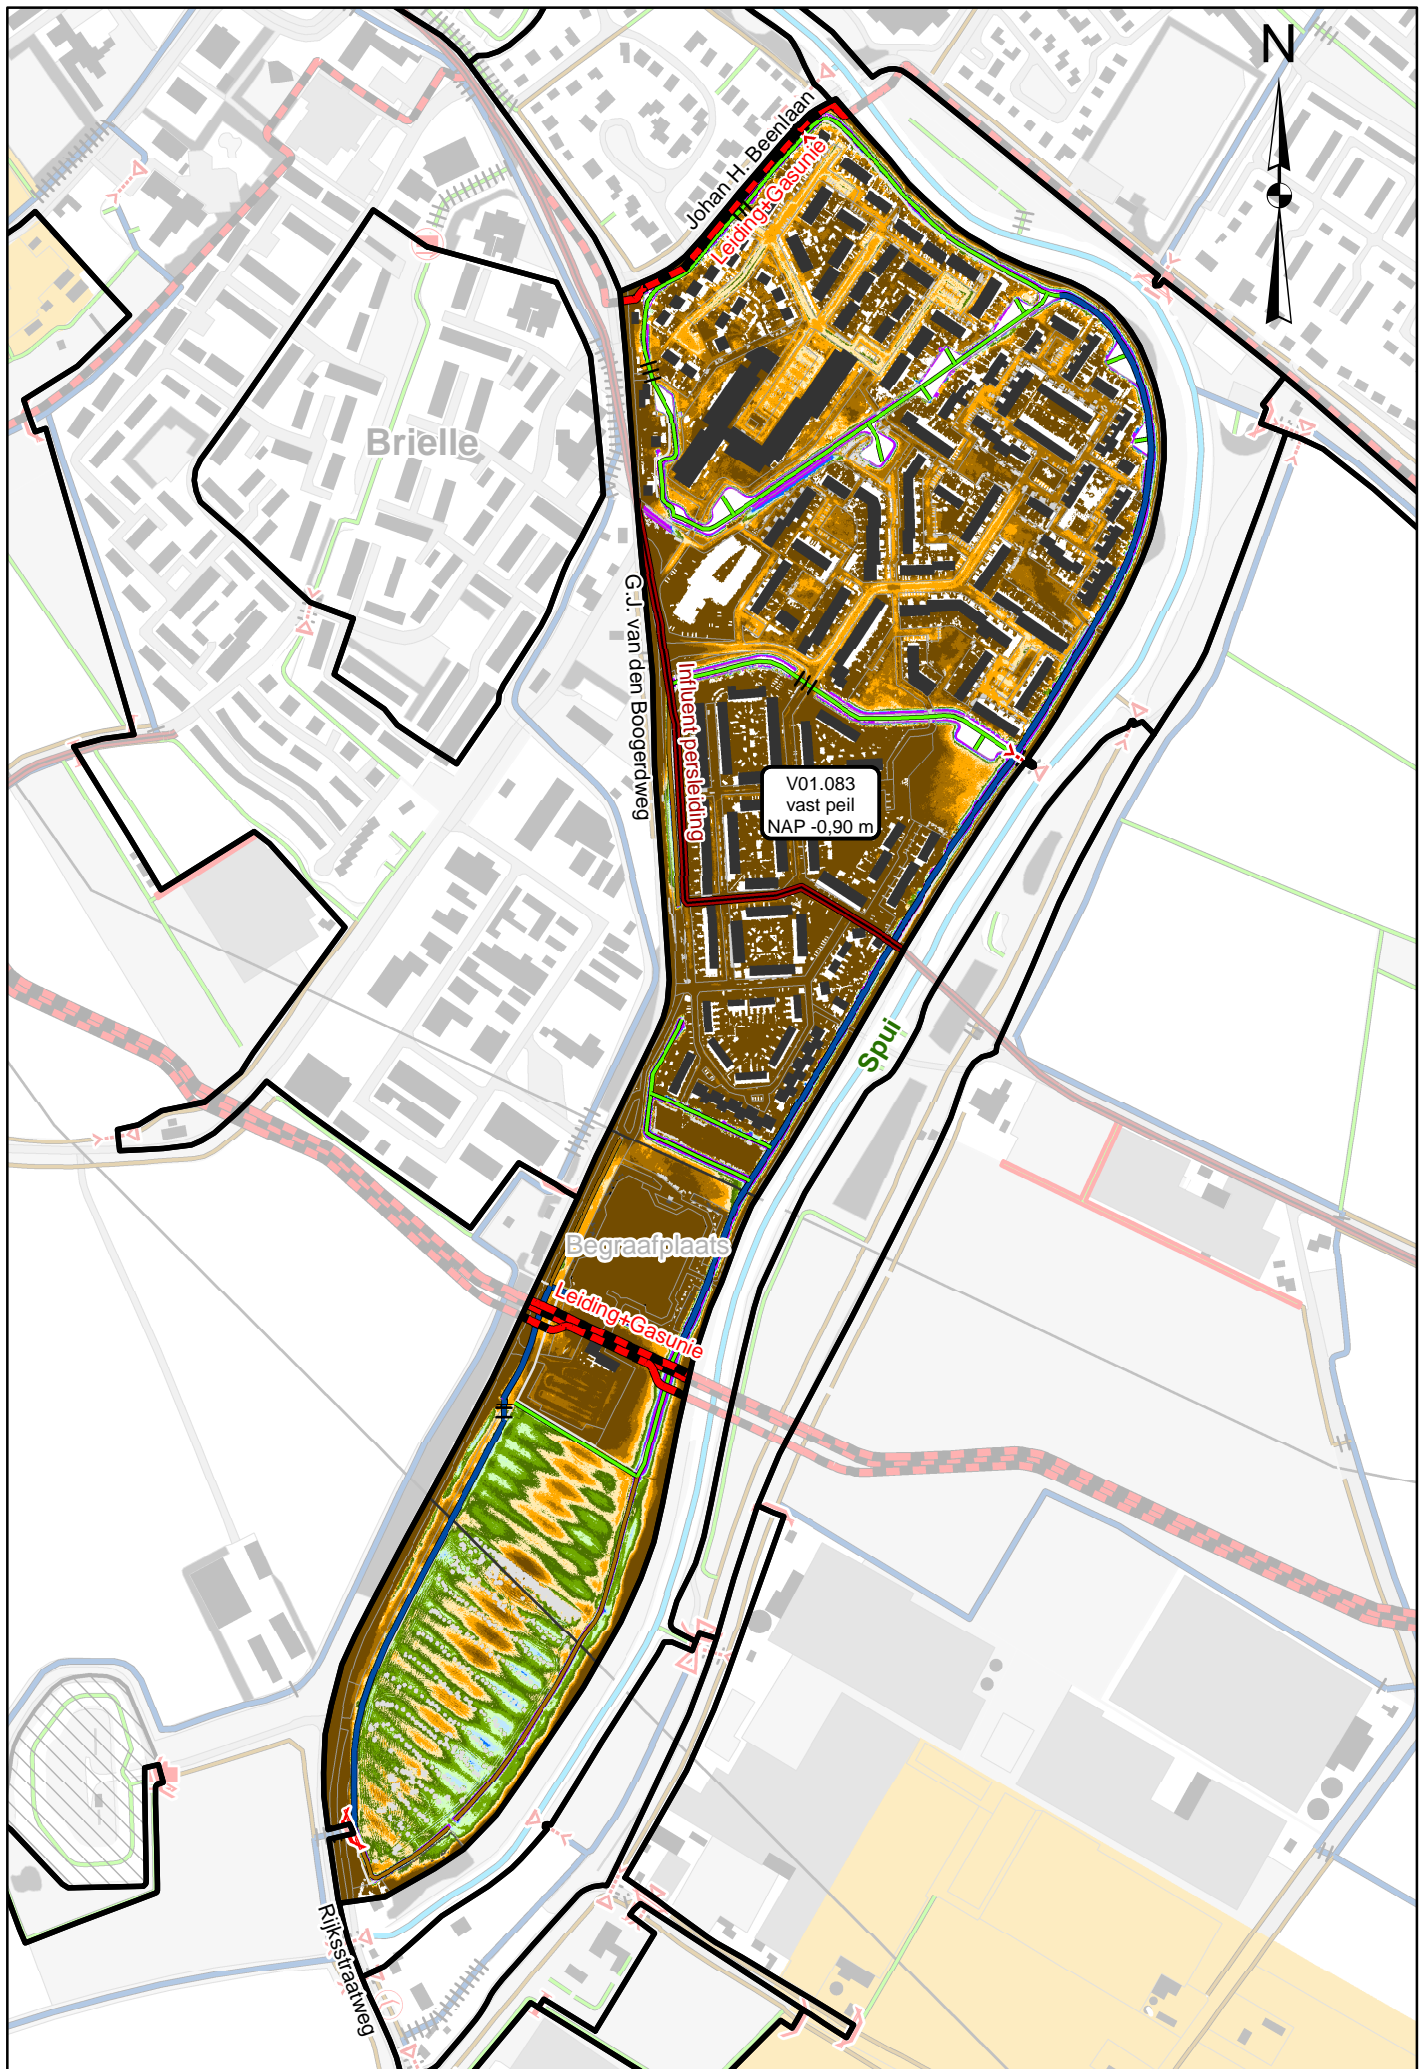 N
Johan H. Beenlaan
Leiding+Gasunie
Brielle
G.J. van den Boogerdweg
Influent persleiding
V01.083
vast peil
NAP -0,90 m
Spui
Begraafplaats
Leiding+Gasunie
Rijksstraatweg